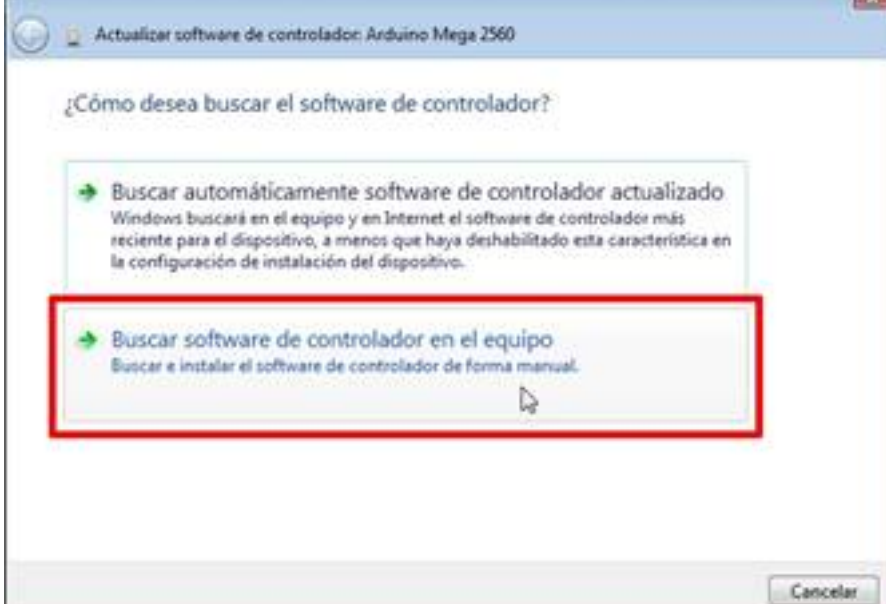 Actualizar software de controlador: Arduino Mega 2560
¿Cómo desea buscar el software de controlador?
Buscar automáticamente software de controlador actualizado
Windows buscará en el equipo y en Internet el software de controlador más
reciente para el dispositivo, a menos que haya deshabilitado esta característica en
la configuración de instalación del dispositivo.
Buscar software de controlador en el equipo
Buscar e instalar el software de controlador de forma manual.
Cancelar